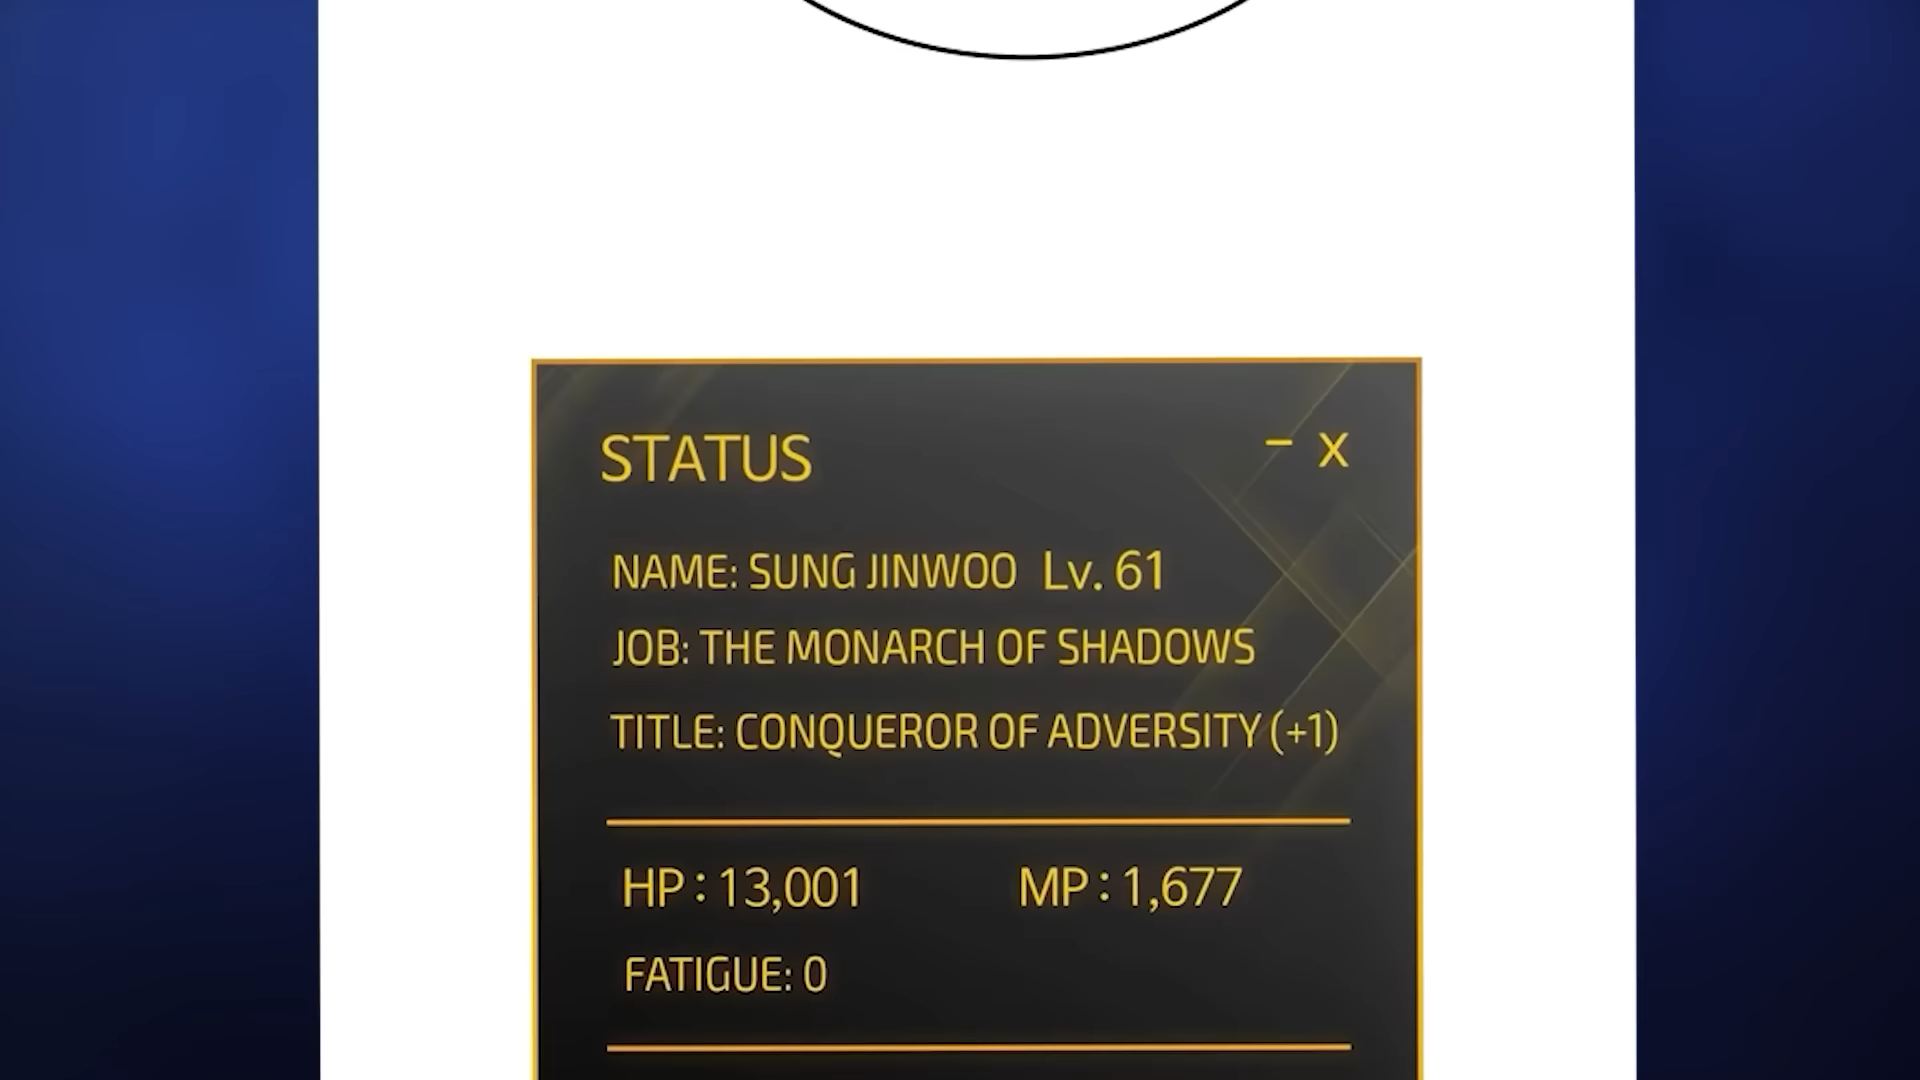 STATUS – X
NAME: SUNG JINWOO Lv. 61
JOB: THE MONARCH OF SHADOWS
TITLE: CONQUEROR OF ADVERSITY (+1)
HP : 13,001 MP : 1,677
FATIGUE: 0